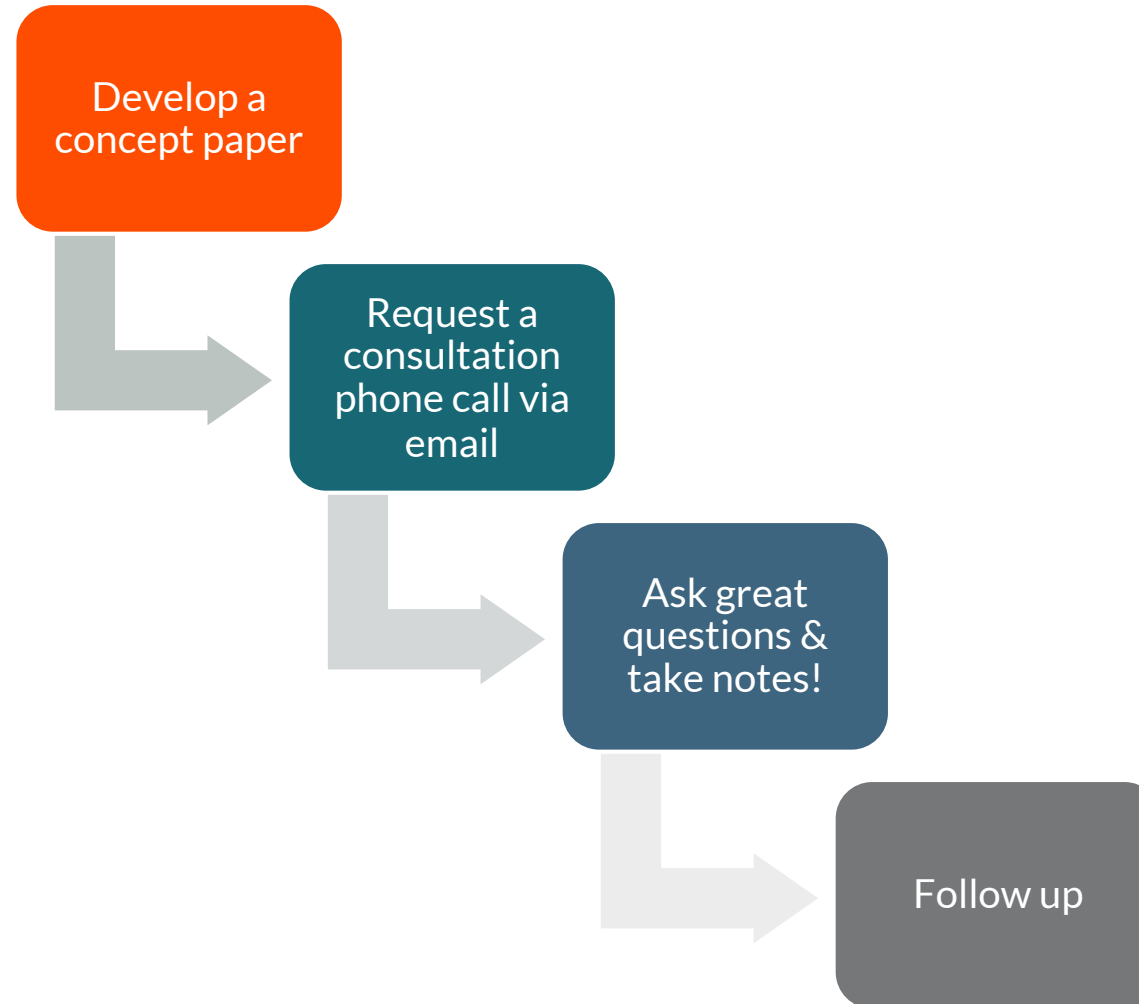 Develop a
concept paper
Request a
consultation
phone call via
email
Ask great
questions &
take notes!
Follow up